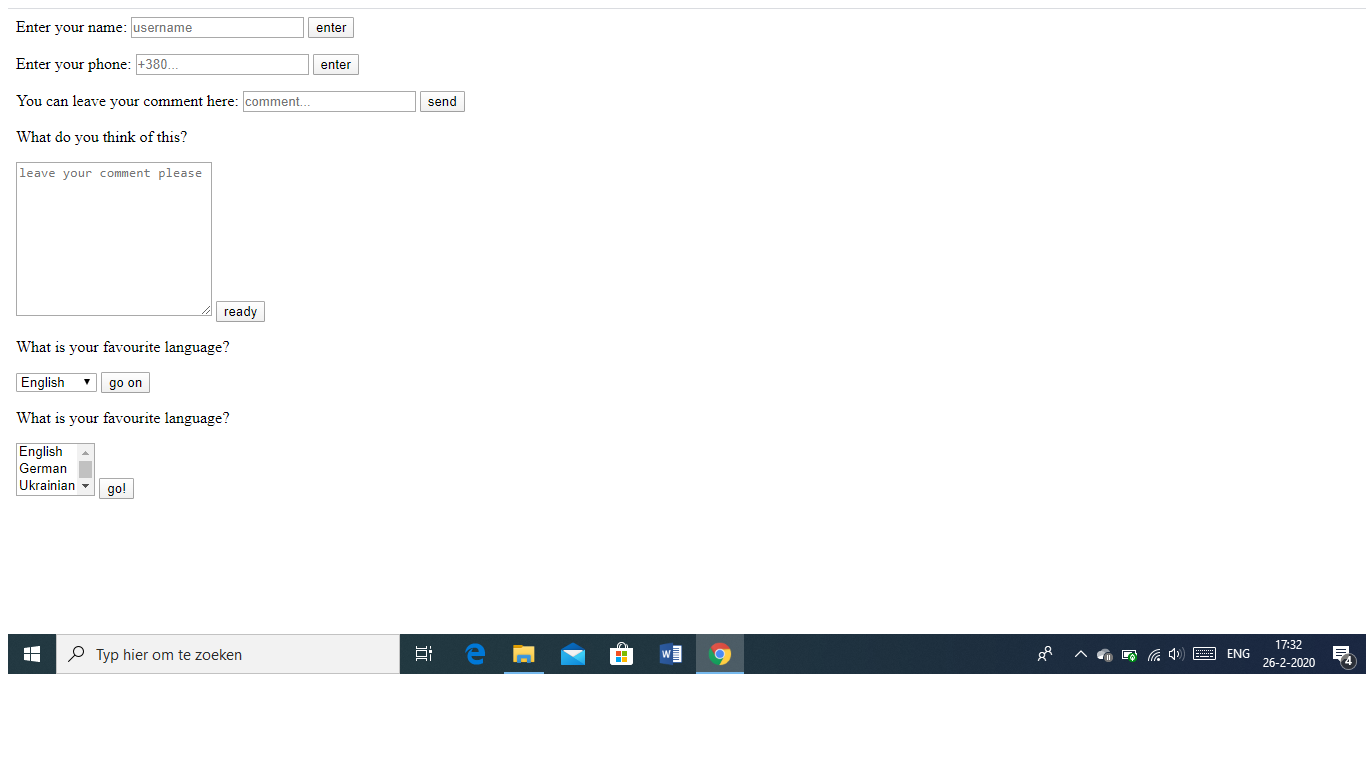 Enter your name: username enter
Enter your phone: +380... enter
You can leave your comment here: comment... send
What do you think of this?
leave your comment please
ready
What is your favourite language?
English go on
What is your favourite language?
English
German
Ukrainian
go!
Typ hier om te zoeken
W
ENG
17:32
26-2-2020
4